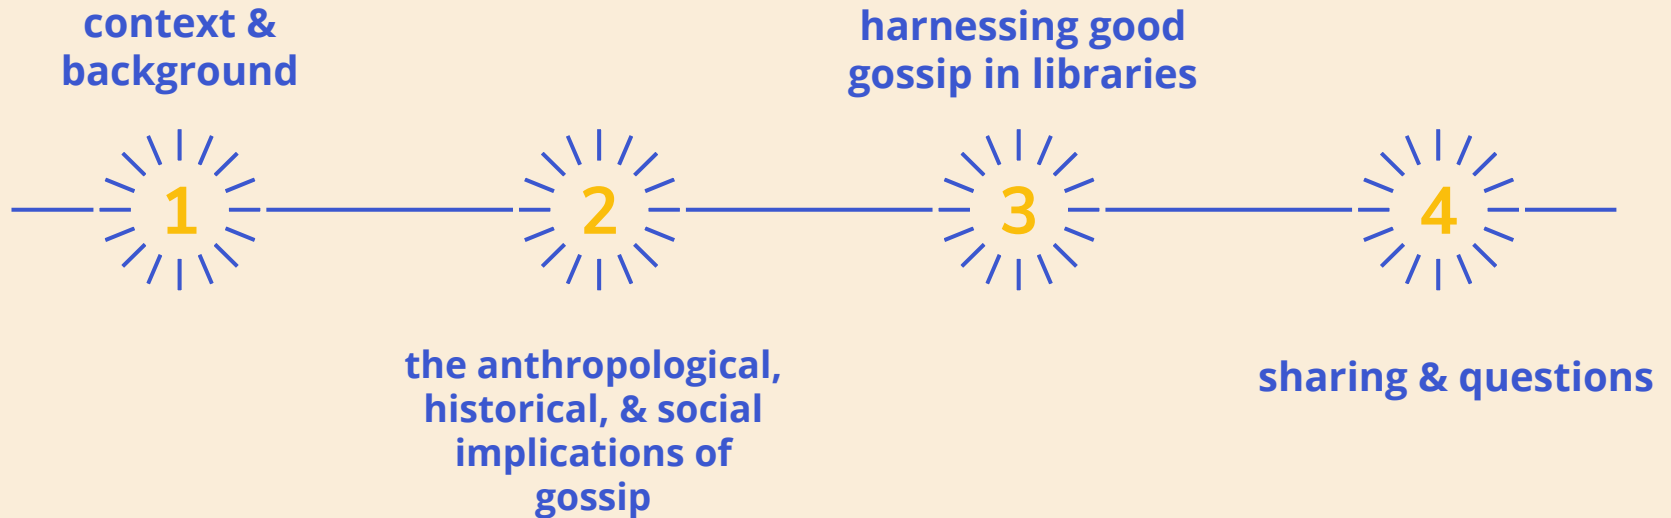 context &
background
1
2
the anthropological,
historical, & social
implications of
gossip
harnessing good
gossip in libraries
3
4
sharing & questions